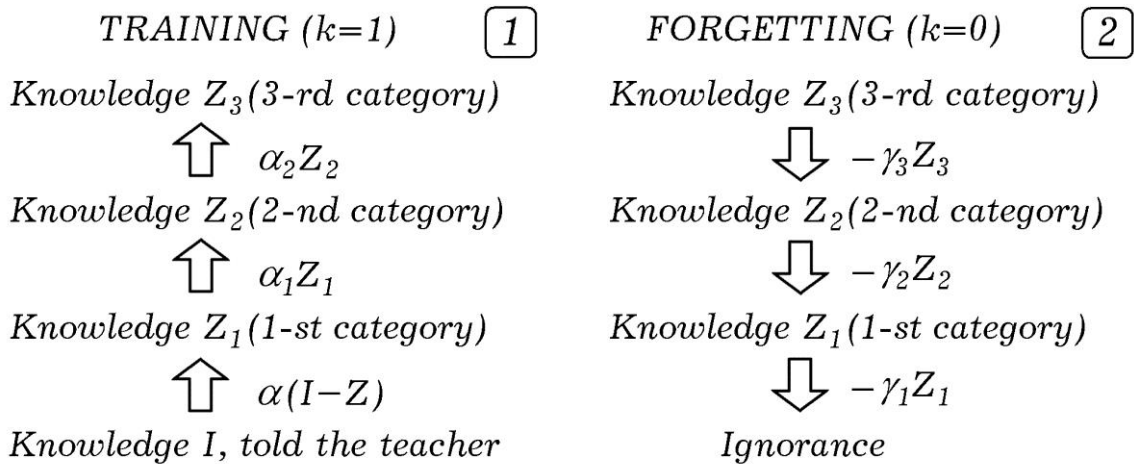 TRAINING (k=1) 1
Knowledge Z₃(3-rd category)
α₂Z₂
Knowledge Z₂(2-nd category)
α₁Z₁
Knowledge Z₁(1-st category)
α(I−Z)
Knowledge I, told the teacher
FORGETTING (k=0) 2
Knowledge Z₃(3-rd category)
−γ₃Z₃
Knowledge Z₂(2-nd category)
−γ₂Z₂
Knowledge Z₁(1-st category)
−γ₁Z₁
Ignorance